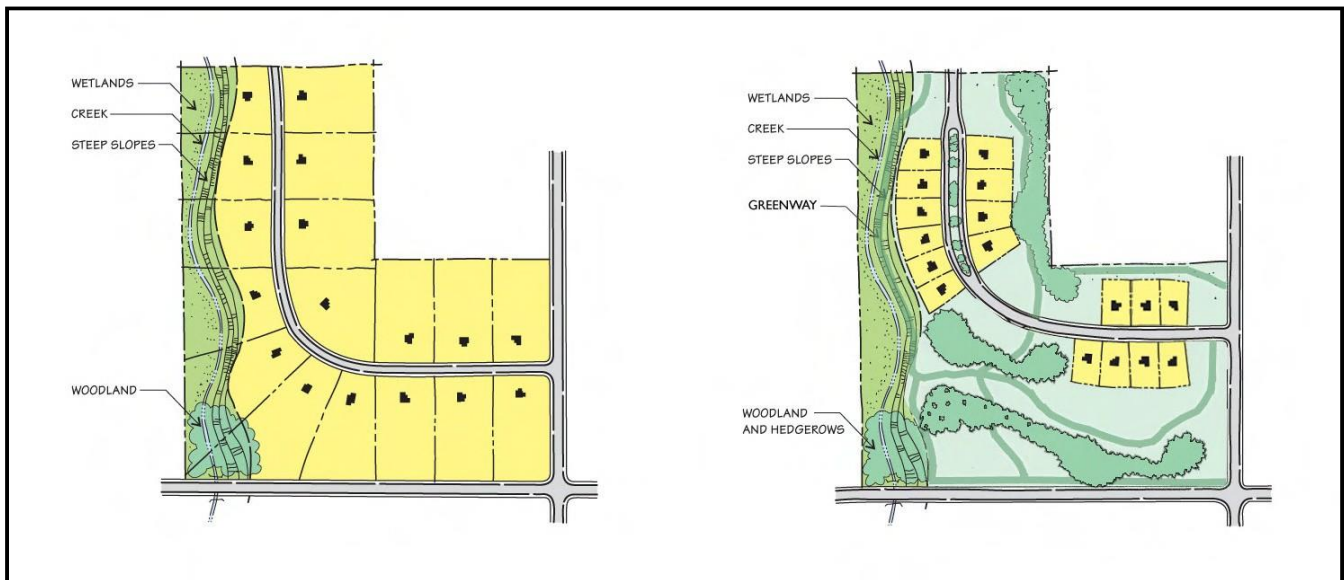 WETLANDS
CREEK
STEEP SLOPES
WOODLAND
WETLANDS
CREEK
STEEP SLOPES
GREENWAY
WOODLAND
AND HEDGEROWS